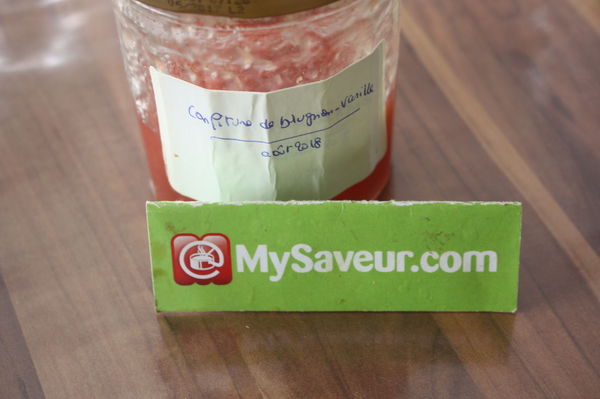 Confiture de brugnon-vanille
août 2018
MySaveur.com